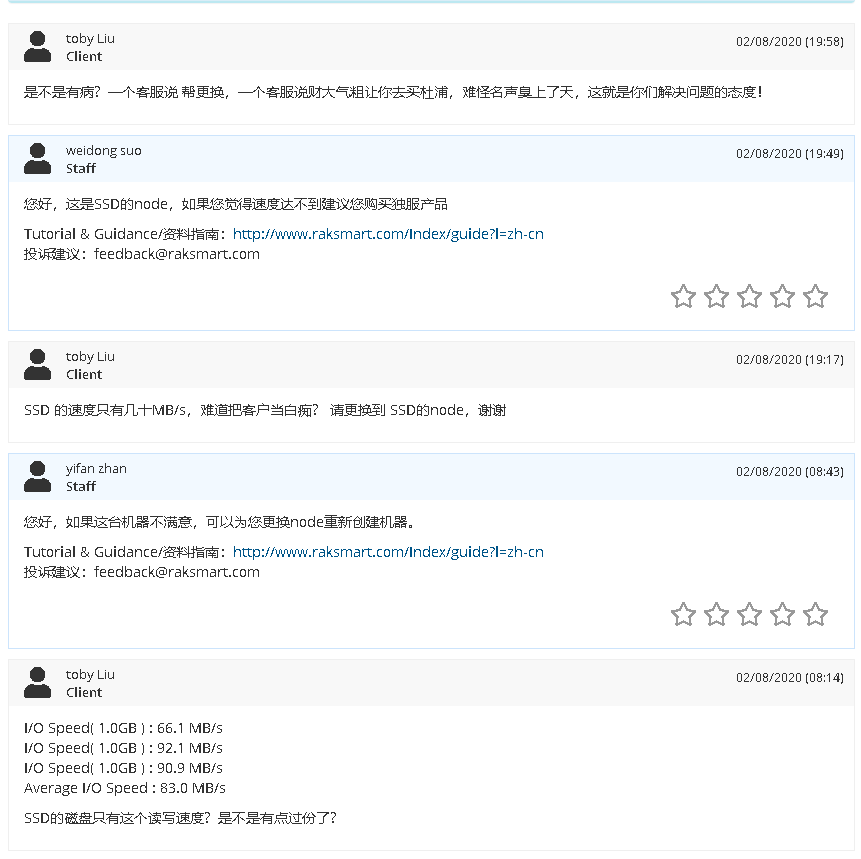 toby Liu
Client
02/08/2020 (19:58)
是不是有病？一个客服说 帮更换，一个客服说财大气粗让你去买杜浦，难怪名声臭上了天，这就是你们解决问题的态度！
weidong suo
Staff
02/08/2020 (19:49)
您好，这是SSD的node，如果您觉得速度达不到建议您购买独服产品
Tutorial & Guidance/资料指南：http://www.raksmart.com/Index/guide?l=zh-cn
投诉建议：feedback@raksmart.com
toby Liu
Client
02/08/2020 (19:17)
SSD 的速度只有几十MB/s，难道把客户当白痴？ 请更换到 SSD的node，谢谢
yifan zhan
Staff
02/08/2020 (08:43)
您好，如果这台机器不满意，可以为您更换node重新创建机器。
Tutorial & Guidance/资料指南：http://www.raksmart.com/Index/guide?l=zh-cn
投诉建议：feedback@raksmart.com
toby Liu
Client
02/08/2020 (08:14)
I/O Speed( 1.0GB ) : 66.1 MB/s
I/O Speed( 1.0GB ) : 92.1 MB/s
I/O Speed( 1.0GB ) : 90.9 MB/s
Average I/O Speed : 83.0 MB/s
SSD的磁盘只有这个读写速度？是不是有点过份了？